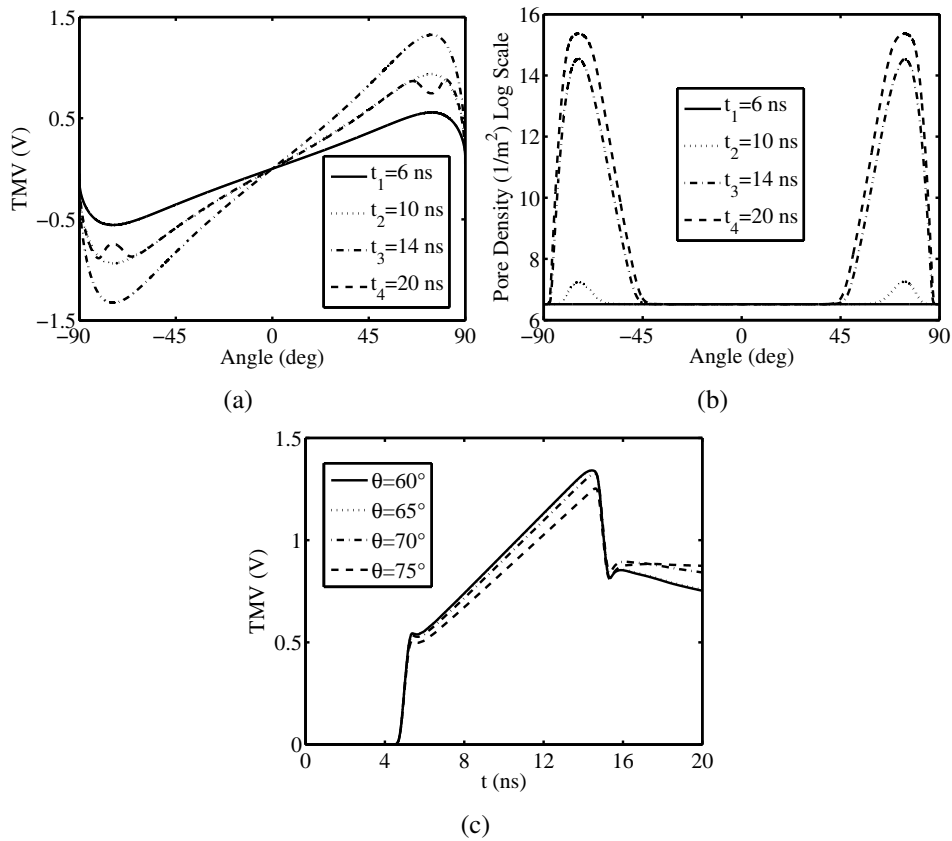 1.5
0.5
−0.5
−1.5
TMV (V)
−90
−45
0
45
90
Angle (deg)
t1=6 ns
t2=10 ns
t3=14 ns
t4=20 ns
(a)
16
14
12
10
8
6
Pore Density (1/m²) Log Scale
−90
−45
0
45
90
Angle (deg)
t1=6 ns
t2=10 ns
t3=14 ns
t4=20 ns
(b)
1.5
1
0.5
0
TMV (V)
0
4
8
12
16
20
t (ns)
θ=60°
θ=65°
θ=70°
θ=75°
(c)